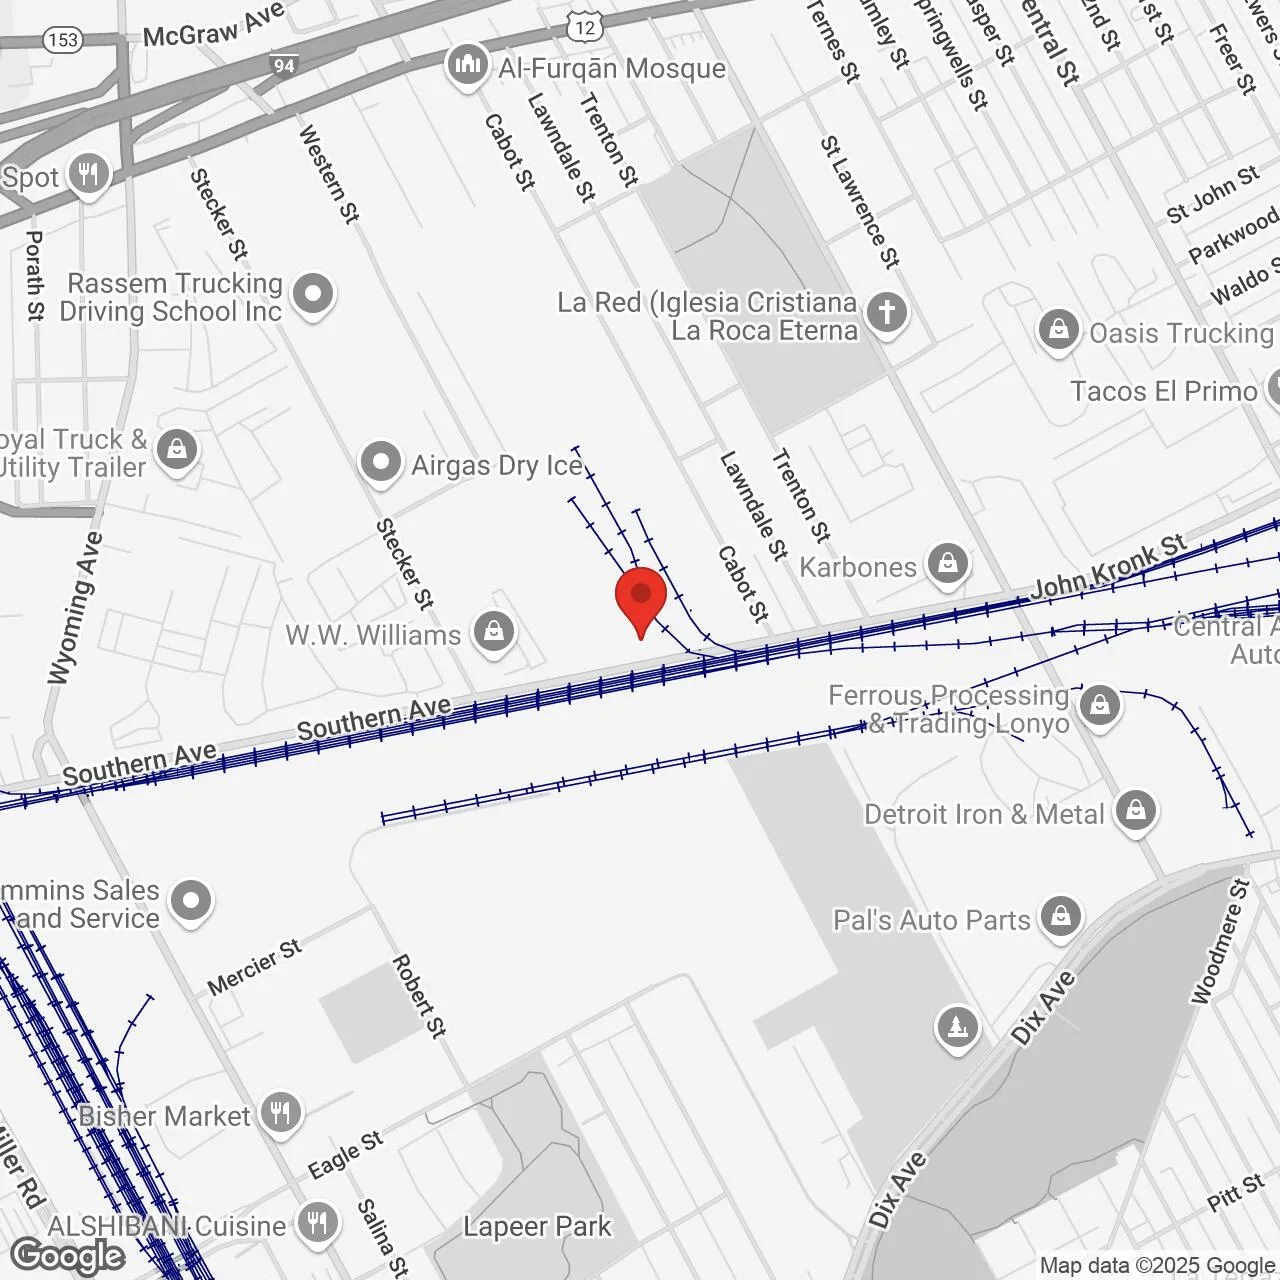 McGraw Ave
153
94
12
Al-Furqān Mosque
Ternes St
Springwells St
Central St
2nd St
Freer St
Spot
Western St
Cabot St
Lawndale St
Trenton St
Stecker St
St Lawrence St
St John St
Parkwood
Waldo S
Porath St
Rassem Trucking
Driving School Inc
La Red (Iglesia Cristiana
La Roca Eterna
Oasis Trucking
Tacos El Primo
oyal Truck &
Utility Trailer
Airgas Dry Ice
Lawndale St
Trenton St
Stecker St
Cabot St
Karbones
John Kronk St
Wyoming Ave
W.W. Williams
Central A
Auto
Ferrous Processing
& Trading Lonyo
Southern Ave
Southern Ave
Detroit Iron & Metal
mmins Sales
and Service
Pal's Auto Parts
Woodmere St
Mercier St
Robert St
Dix Ave
Bisher Market
Eagle St
Miller Rd
Dix Ave
Pitt St
ALSHIBANI Cuisine
Salina St
Lapeer Park
Google
Map data ©2025 Google